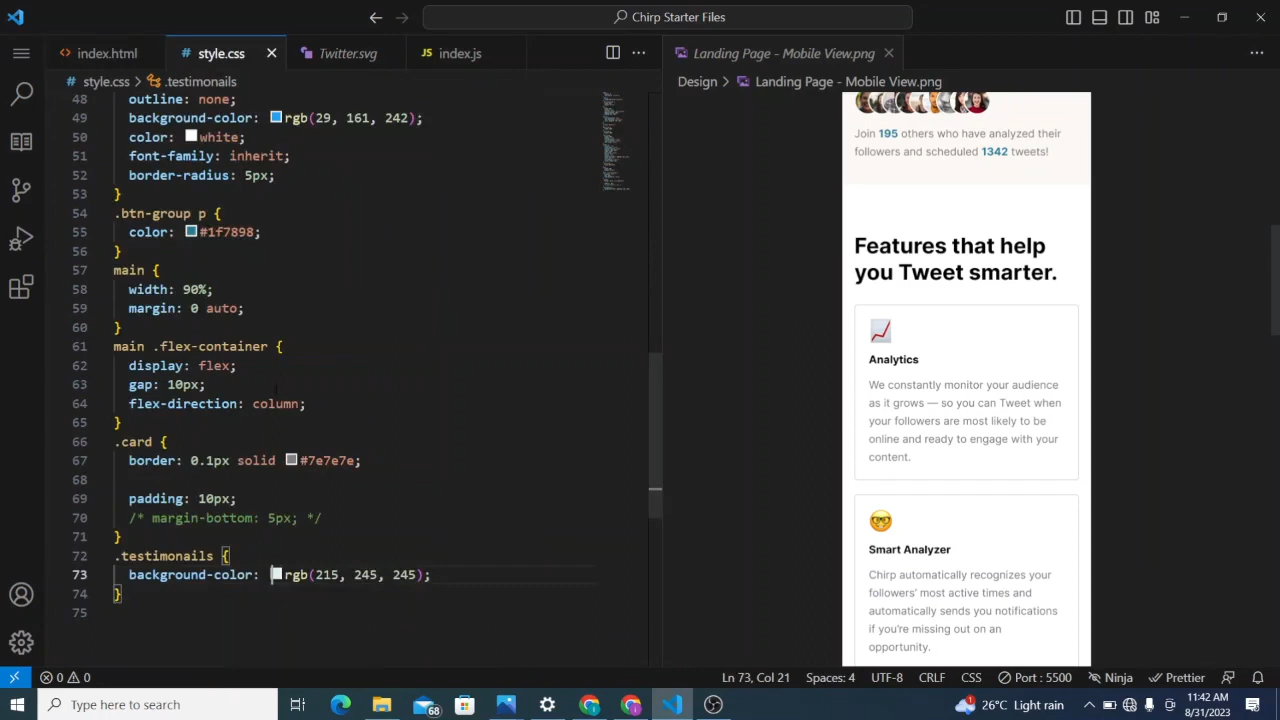 Chirp Starter Files
index.html
style.css
Twitter.svg
JS index.js
Landing Page - Mobile View.png
# style.css > .testimonails
Design > Landing Page - Mobile View.png
48 outline: none;
49 background-color: rgb(29, 161, 242);
50 color: white;
51 font-family: inherit;
52 border-radius: 5px;
53 }
54 .btn-group p {
55 color: #1f7898;
56 }
57 main {
58 width: 90%;
59 margin: 0 auto;
60 }
61 main .flex-container {
62 display: flex;
63 gap: 10px;
64 flex-direction: column;
65 }
66 .card {
67 border: 0.1px solid #7e7e7e;
68
69 padding: 10px;
70 /* margin-bottom: 5px; */
71 }
72 .testimonails {
73 background-color: rgb(215, 245, 245);
74 }
75
Join 195 others who have analyzed their
followers and scheduled 1342 tweets!
Features that help
you Tweet smarter.
Analytics
We constantly monitor your audience
as it grows — so you can Tweet when
your followers are most likely to be
online and ready to engage with your
content.
Smart Analyzer
Chirp automatically recognizes your
followers' most active times and
automatically sends you notifications
if you're missing out on an
opportunity.
0 0
Ln 73, Col 21
Spaces: 4
UTF-8
CRLF
CSS
Port : 5500
Ninja
Prettier
Type here to search
68
1
26°C Light rain
11:42 AM
8/31/2023